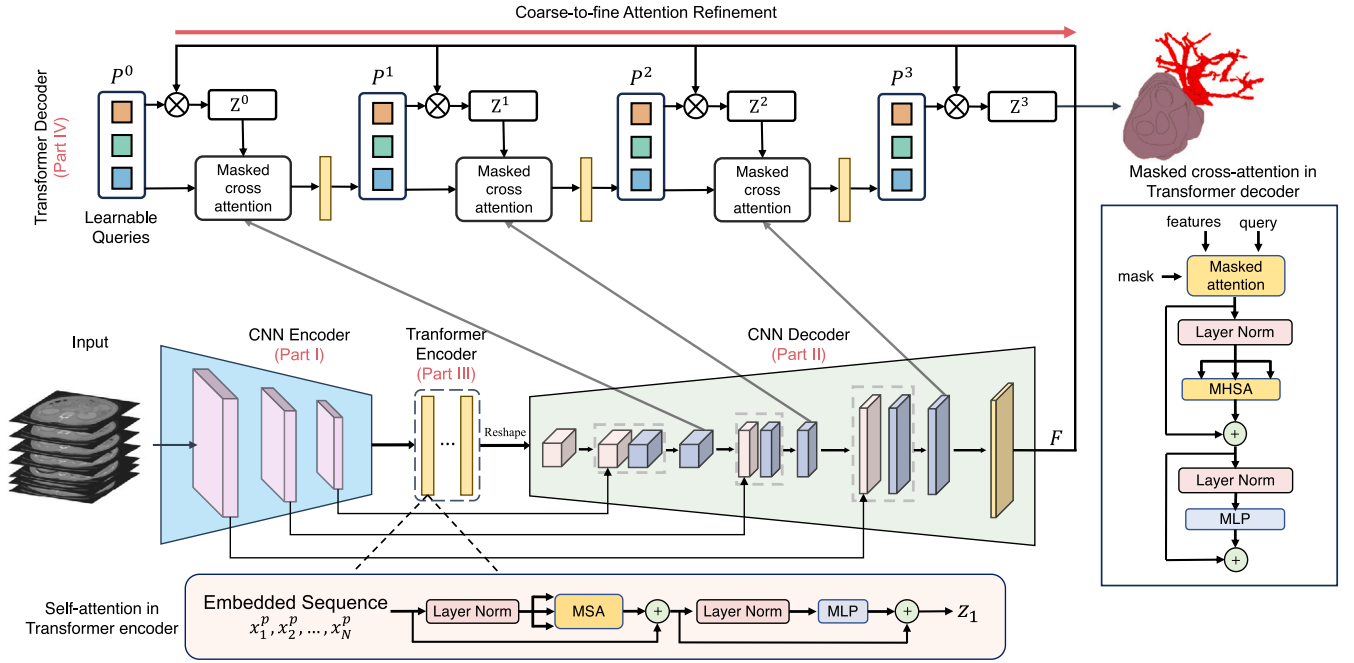 Coarse-to-fine Attention Refinement
Transformer Decoder
(Part IV)
P⁰
P¹
P²
P³
Z⁰
Z¹
Z²
Z³
Masked
cross
attention
Masked
cross
attention
Masked
cross
attention
Learnable
Queries
Masked cross-attention in
Transformer decoder
features
query
mask
Masked
attention
Layer Norm
MHSA
+
Layer Norm
MLP
+
Input
CNN Encoder
(Part I)
Tranformer
Encoder
(Part III)
...
Reshape
CNN Decoder
(Part II)
F
Self-attention in
Transformer encoder
Embedded Sequence
x₁ᵖ, x₂ᵖ, ..., x_Nᵖ
Layer Norm
MSA
+
Layer Norm
MLP
+
z₁